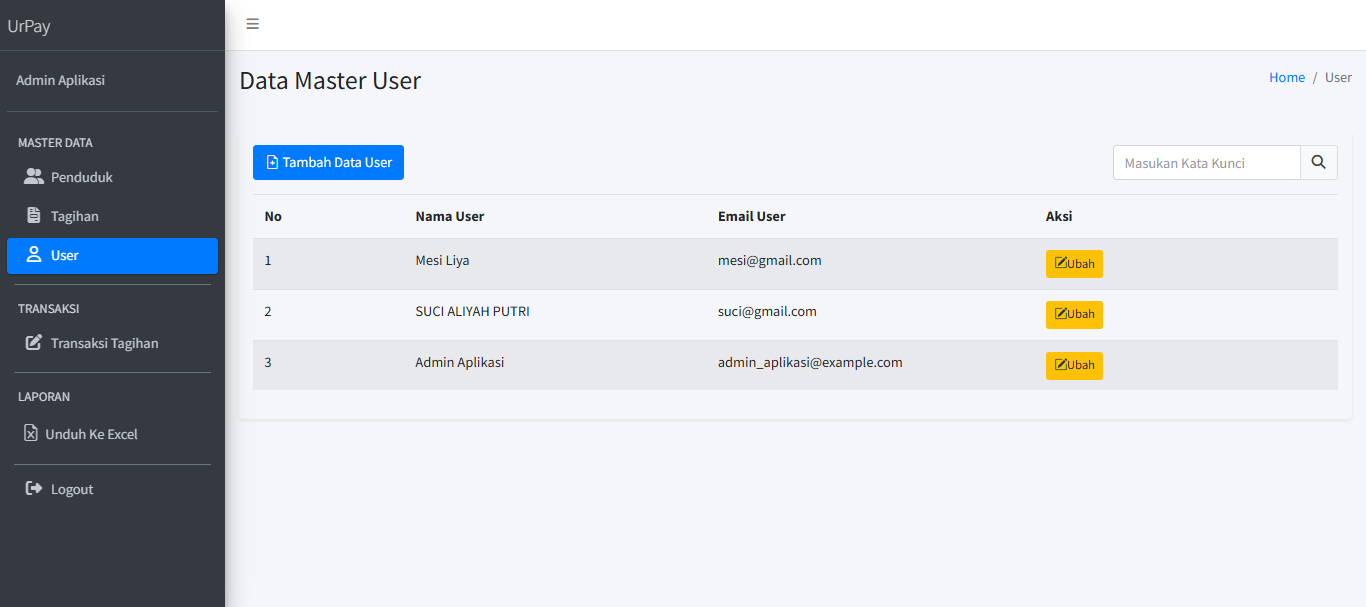 UrPay
Admin Aplikasi
MASTER DATA
Penduduk
Tagihan
User
TRANSAKSI
Transaksi Tagihan
LAPORAN
Unduh Ke Excel
Logout
Data Master User
Home / User
Tambah Data User
Masukan Kata Kunci
No Nama User Email User Aksi
1 Mesi Liya mesi@gmail.com Ubah
2 SUCI ALIYAH PUTRI suci@gmail.com Ubah
3 Admin Aplikasi admin_aplikasi@example.com Ubah